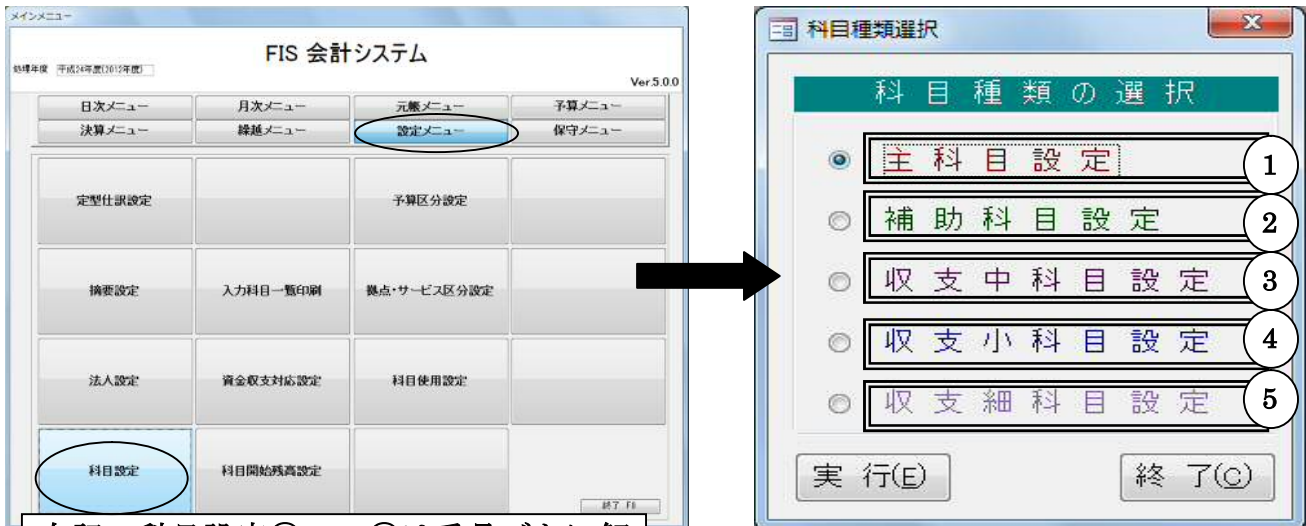 メインメニュー
FIS 会計システム
処理年度 平成24年度(2012年度)
Ver.5.0.0
日次メニュー 月次メニュー 元帳メニュー 予算メニュー
決算メニュー 繰越メニュー 設定メニュー 保守メニュー
定型仕訳設定 予算区分設定
摘要設定 入力科目一覧印刷 拠点・サービス区分設定
法人設定 資金収支対応設定 科目使用設定
科目設定 科目開始残高設定
終了 F8
科目種類選択
科目種類の選択
主科目設定 1
補助科目設定 2
収支中科目設定 3
収支小科目設定 4
収支細科目設定 5
実 行(E) 終 了(C)